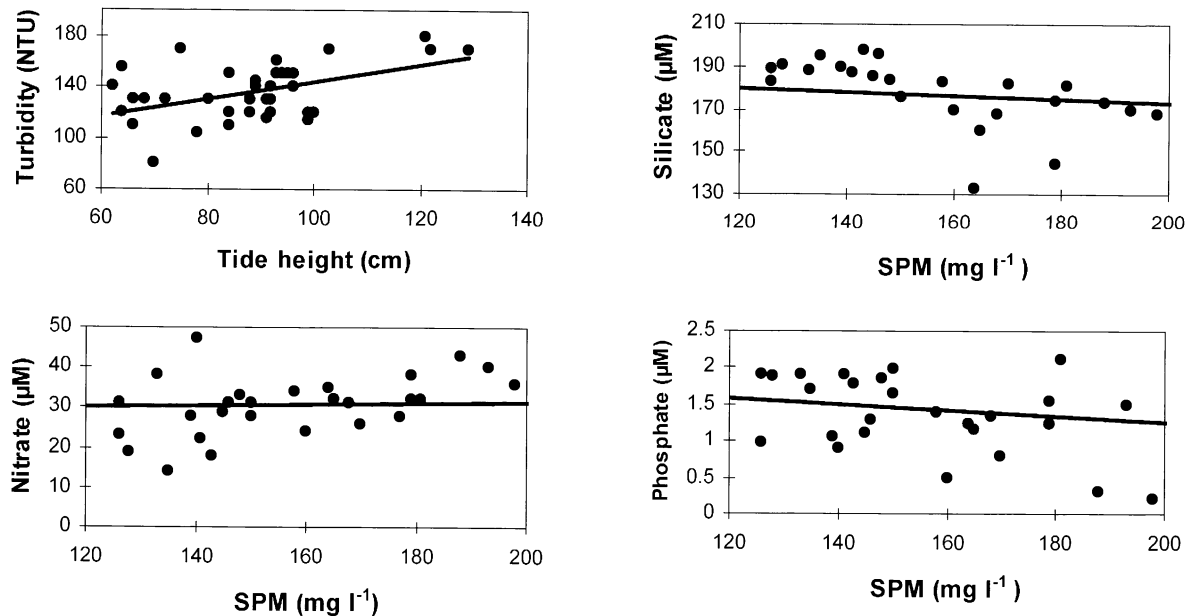 Turbidity (NTU)
180
140
100
60
60 80 100 120 140
Tide height (cm)
Silicate (µM)
210
190
170
150
130
120 140 160 180 200
SPM (mg l⁻¹ )
Nitrate (µM)
50
40
30
20
10
0
120 140 160 180 200
SPM (mg l⁻¹)
Phosphate (µM)
2.5
2
1.5
1
0.5
0
120 140 160 180 200
SPM (mg l⁻¹)